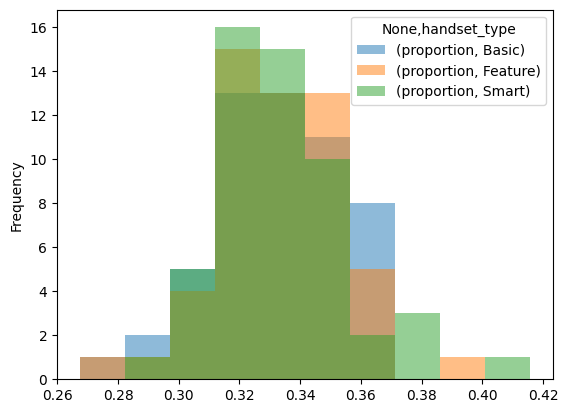 None,handset_type
(proportion, Basic)
(proportion, Feature)
(proportion, Smart)
Frequency
16
14
12
10
8
6
4
2
0
0.26 0.28 0.30 0.32 0.34 0.36 0.38 0.40 0.42